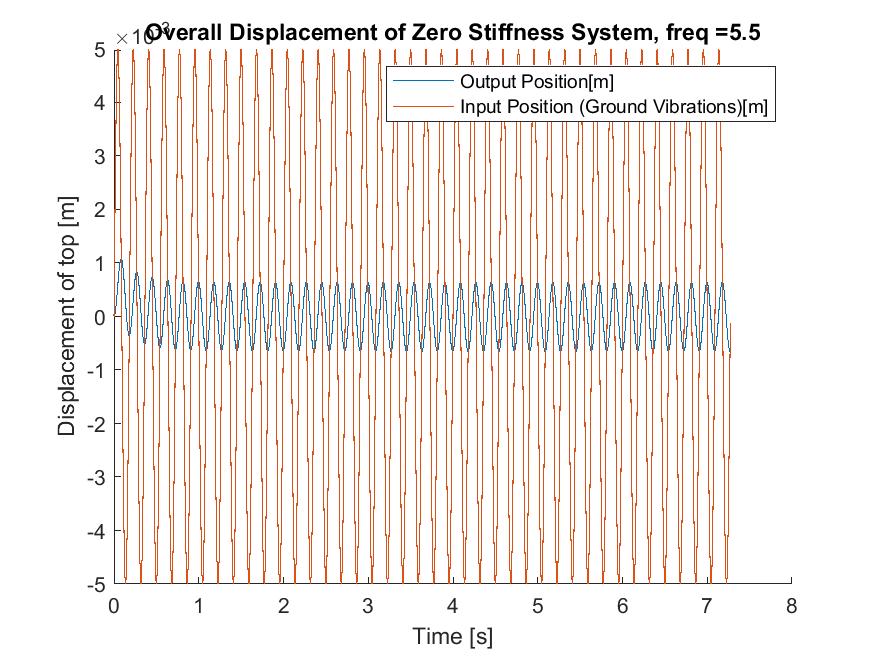 ×10-3
Overall Displacement of Zero Stiffness System, freq =5.5
Output Position[m]
Input Position (Ground Vibrations)[m]
Displacement of top [m]
5
4
3
2
1
0
-1
-2
-3
-4
-5
0 1 2 3 4 5 6 7 8
Time [s]